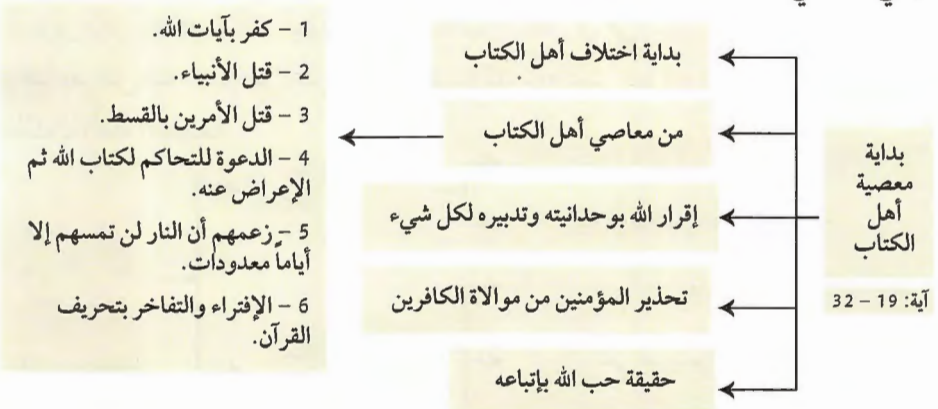 بداية
معصية
أهل
الكتاب
آية: 19 – 32
بداية اختلاف أهل الكتاب
من معاصي أهل الكتاب
إقرار الله بوحدانيته وتدبيره لكل شيء
تحذير المؤمنين من موالاة الكافرين
حقيقة حب الله بإتباعه
1 – كفر بآيات الله.
2 – قتل الأنبياء.
3 – قتل الأمرين بالقسط.
4 – الدعوة للتحاكم لكتاب الله ثم
الإعراض عنه.
5 – زعمهم أن النار لن تمسهم إلا
أياماً معدودات.
6 – الإفتراء والتفاخر بتحريف
القرآن.